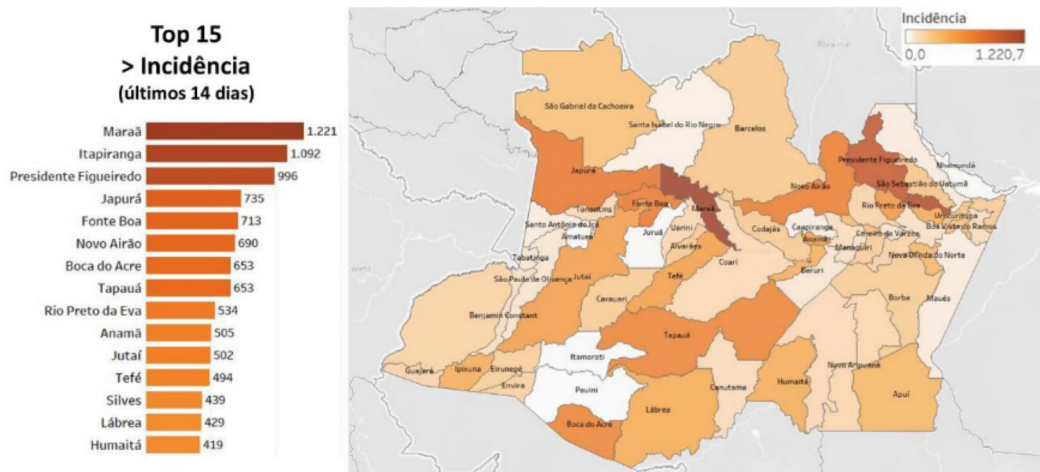 Top 15
> Incidência
(últimos 14 dias)
Maraã 1.221
Itapiranga 1.092
Presidente Figueiredo 996
Japurá 735
Fonte Boa 713
Novo Airão 690
Boca do Acre 653
Tapauá 653
Rio Preto da Eva 534
Anamã 505
Jutaí 502
Tefé 494
Silves 439
Lábrea 429
Humaitá 419
Incidência
0,0 1.220,7
Roraima
São Gabriel da Cachoeira
Santa Isabel do Rio Negro
Barcelos
Presidente Figueiredo
Nhamundá
Japurá
Novo Airão
São Sebastião do Uatumã
Fonte Boa
Maraã
Rio Preto da Eva
Tonantins
Urucurituba
Santo Antônio do Içá
Boa Vista do Ramos
Amaturá
Juruá
Uarini
Codajás
Caapiranga
Careiro da Várzea
Anamã
Alvarães
Manaquiri
Tabatinga
Nova Olinda do Norte
Coari
São Paulo de Olivença
Jutaí
Tefé
Beruri
Carauari
Borba
Maués
Benjamin Constant
Tapauá
Itamarati
Guajará
Ipixuna
Eirunepé
Novo Aripuanã
Envira
Pauini
Canutama
Humaitá
Apuí
Lábrea
Boca do Acre